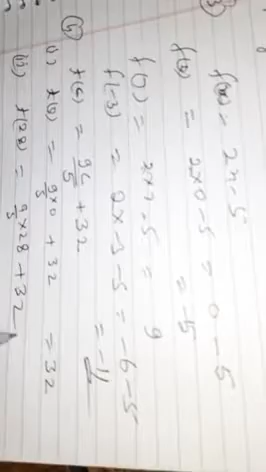 f(x) = 2x-5
f(0) = 2×0-5 = 0-5
= -5
f(7) = 2×7-5 = 9
f(-3) = 2×-3-5 = -6-5
= -11
t(c) = 9c/5 + 32
i) t(0) = 9/5×0 + 32 = 32
(ii) t(28) = 9/5×28 + 32